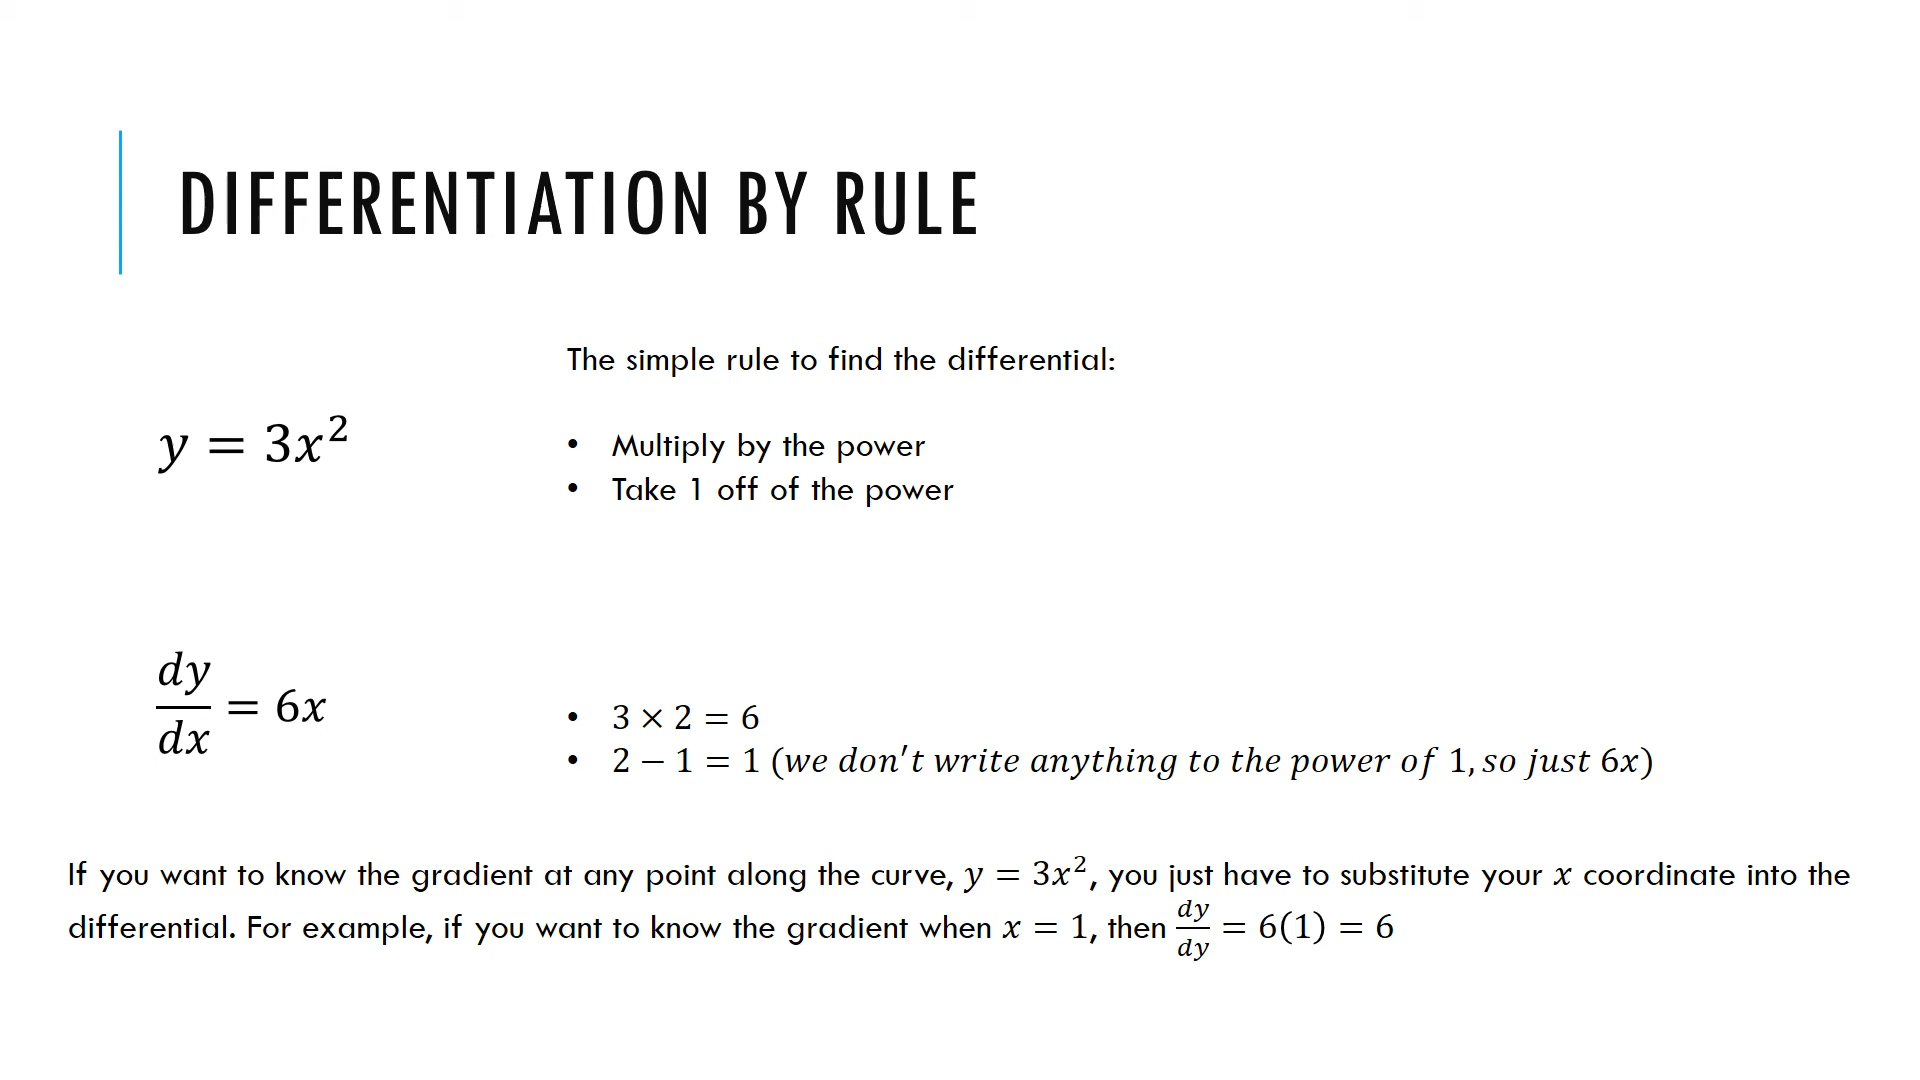 DIFFERENTIATION BY RULE
The simple rule to find the differential:
y = 3x²
• Multiply by the power
• Take 1 off of the power
dy/dx = 6x
• 3 × 2 = 6
• 2 − 1 = 1 (we don't write anything to the power of 1, so just 6x)
If you want to know the gradient at any point along the curve, y = 3x², you just have to substitute your x coordinate into the
differential. For example, if you want to know the gradient when x = 1, then dy/dy = 6(1) = 6